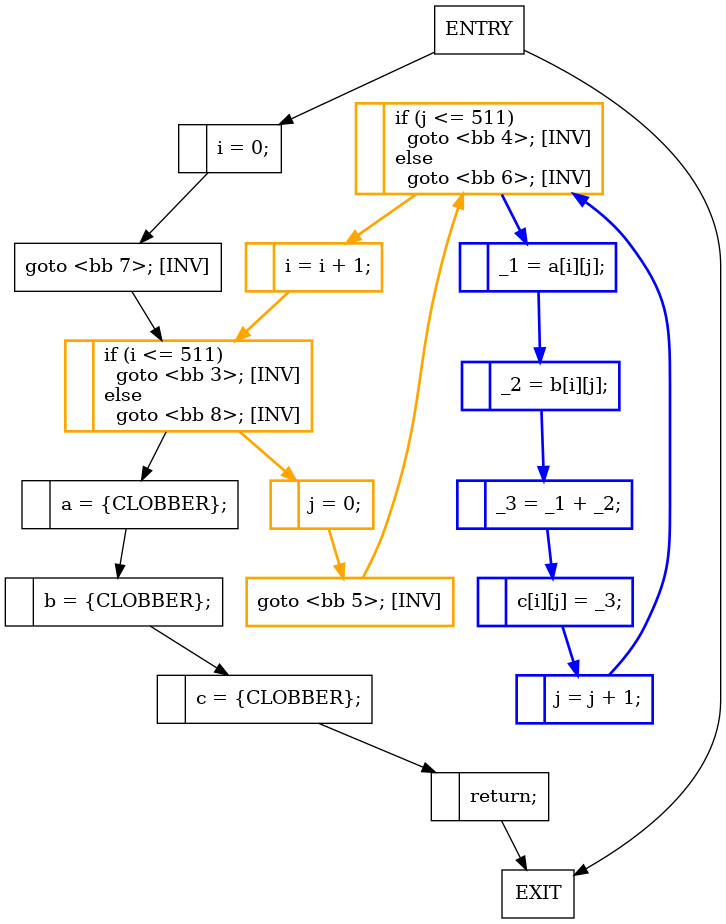 ENTRY
if (j <= 511)
goto <bb 4>; [INV]
else
goto <bb 6>; [INV]
i = 0;
goto <bb 7>; [INV]
i = i + 1;
_1 = a[i][j];
if (i <= 511)
goto <bb 3>; [INV]
else
goto <bb 8>; [INV]
_2 = b[i][j];
a = {CLOBBER};
j = 0;
_3 = _1 + _2;
b = {CLOBBER};
goto <bb 5>; [INV]
c[i][j] = _3;
c = {CLOBBER};
j = j + 1;
return;
EXIT